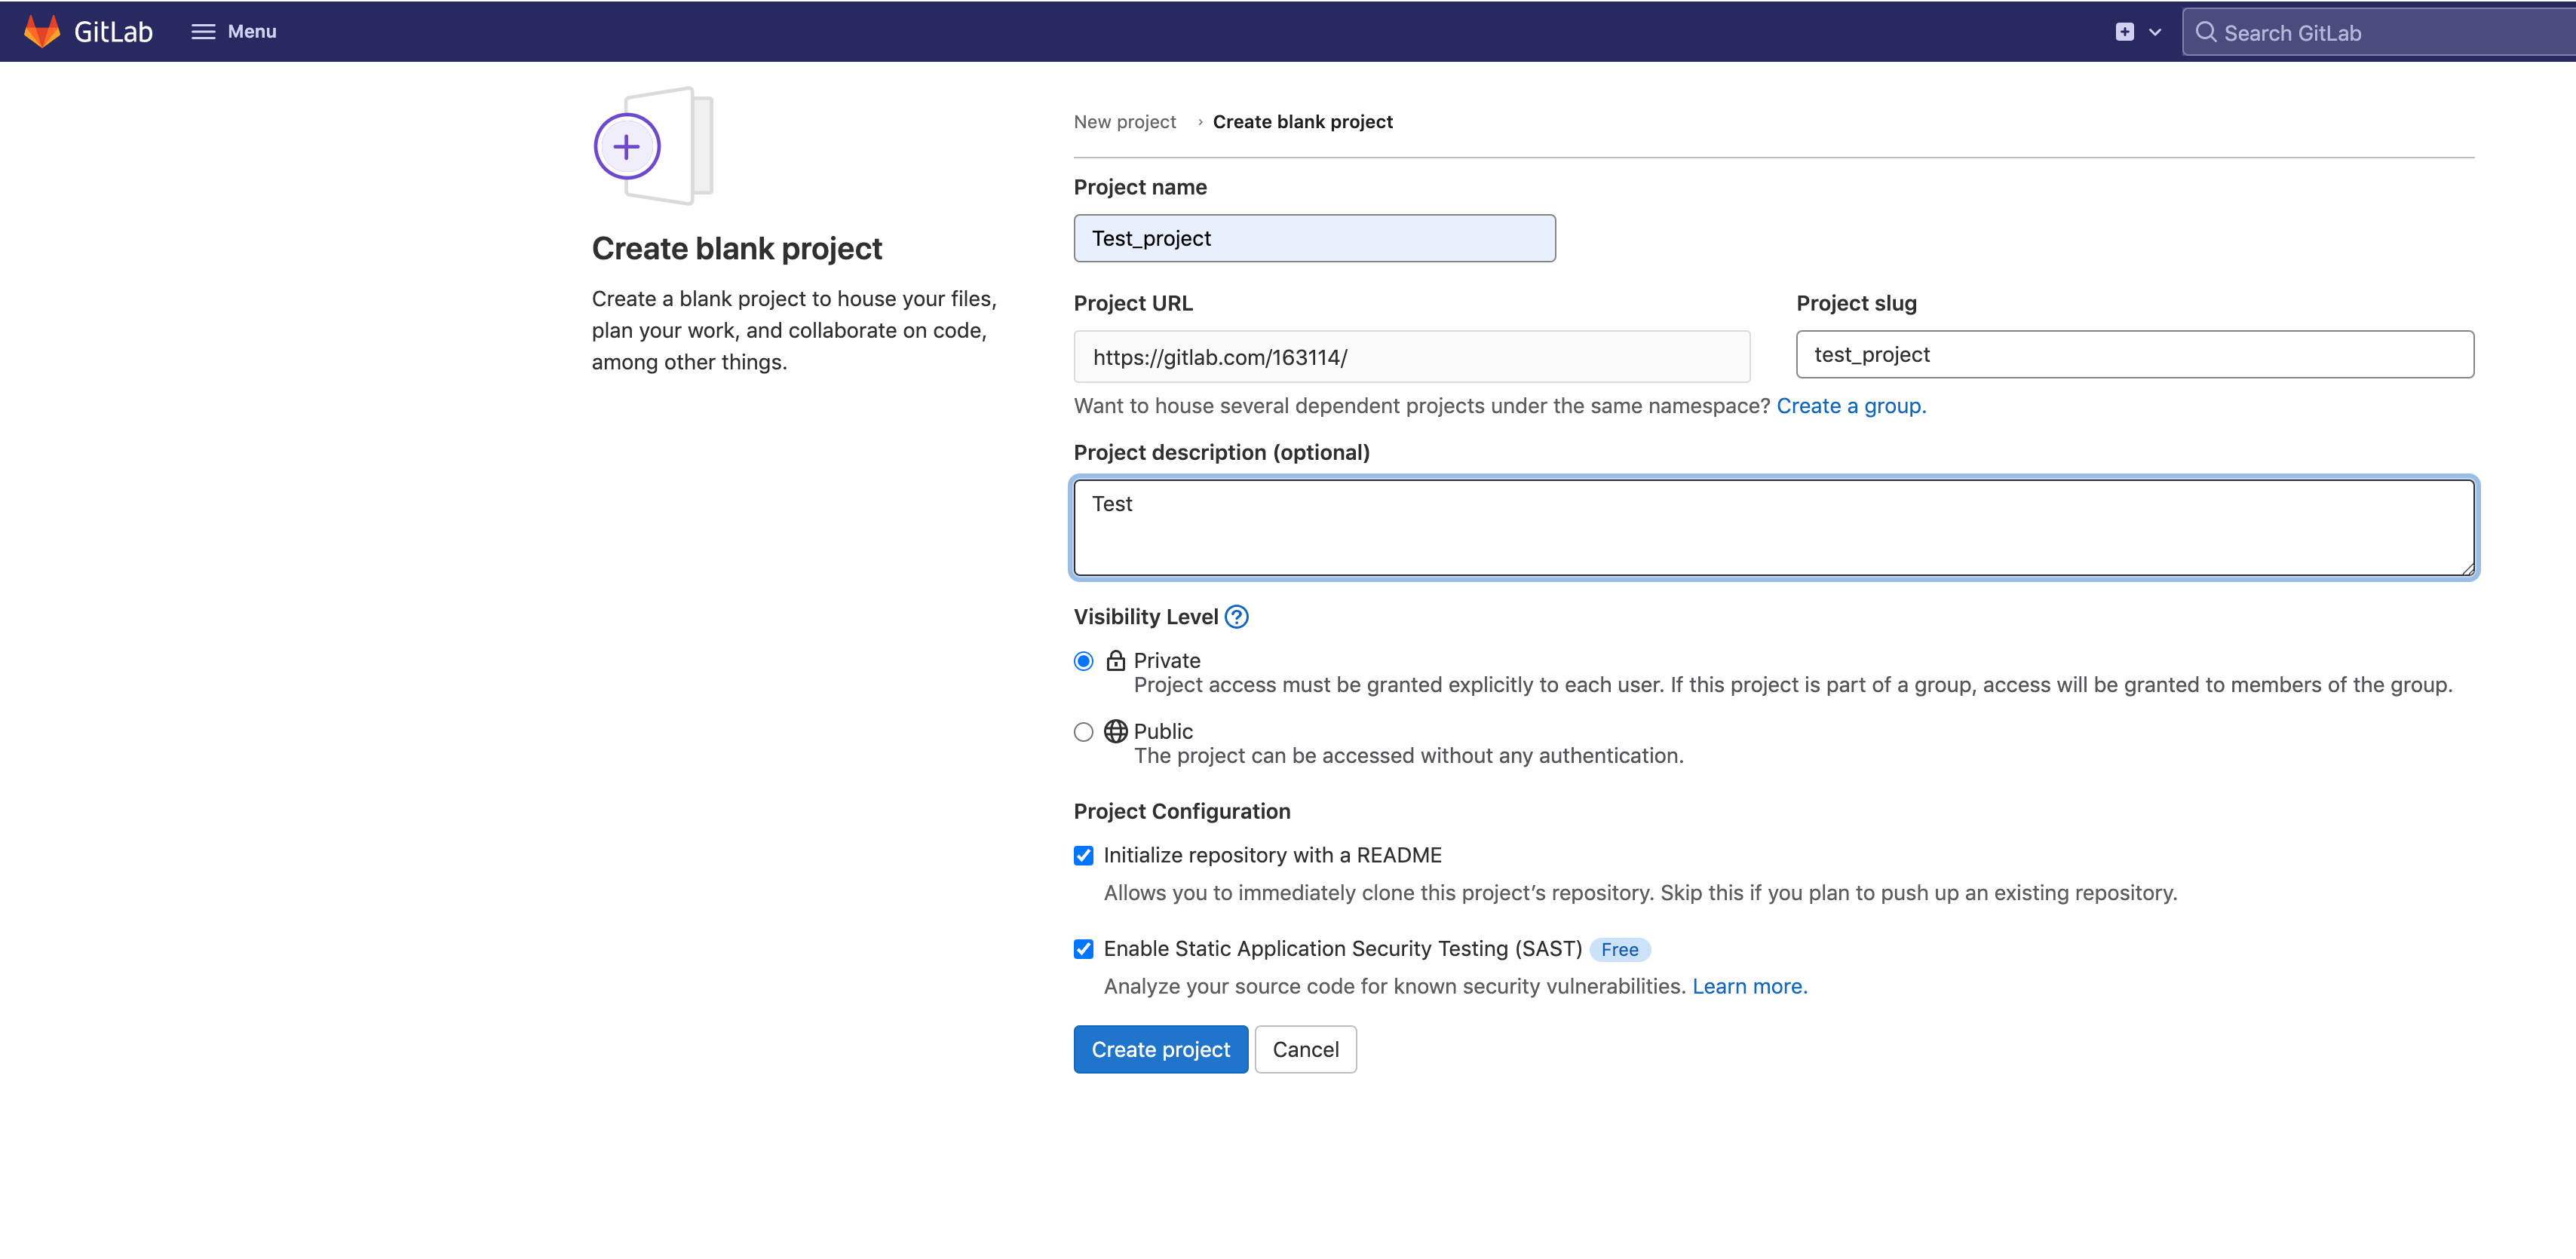 GitLab
Menu
Search GitLab
New project › Create blank project
Create blank project
Create a blank project to house your files,
plan your work, and collaborate on code,
among other things.
Project name
Test_project
Project URL
Project slug
https://gitlab.com/163114/
test_project
Want to house several dependent projects under the same namespace? Create a group.
Project description (optional)
Test
Visibility Level
Private
Project access must be granted explicitly to each user. If this project is part of a group, access will be granted to members of the group.
Public
The project can be accessed without any authentication.
Project Configuration
Initialize repository with a README
Allows you to immediately clone this project’s repository. Skip this if you plan to push up an existing repository.
Enable Static Application Security Testing (SAST) Free
Analyze your source code for known security vulnerabilities. Learn more.
Create project
Cancel